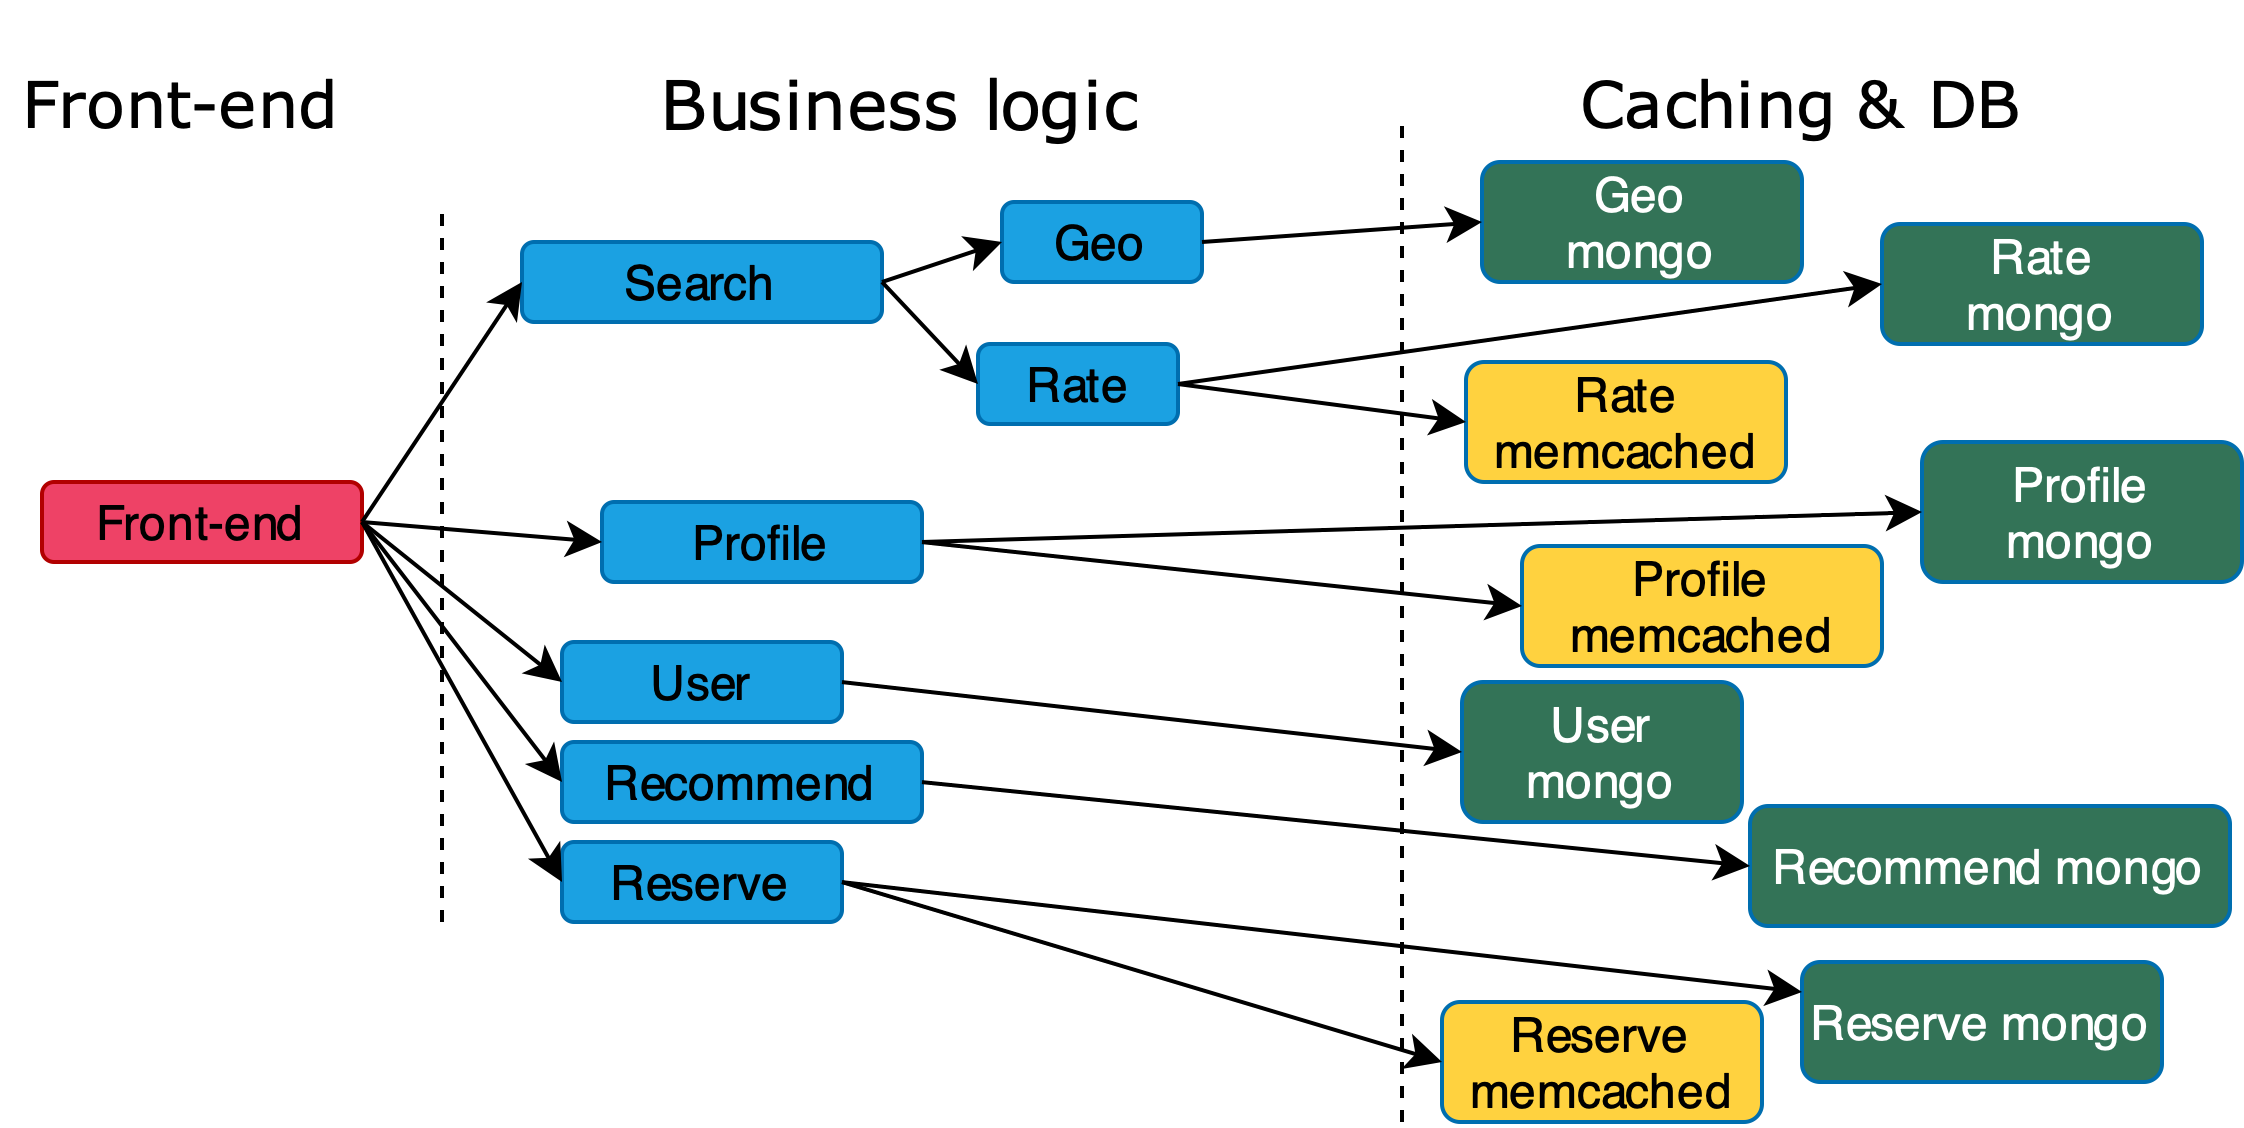 Front-end
Business logic
Caching & DB
Geo
mongo
Rate
mongo
Geo
Search
Rate
Rate
memcached
Profile
mongo
Front-end
Profile
Profile
memcached
User
User
mongo
Recommend
Recommend mongo
Reserve
Reserve mongo
Reserve
memcached